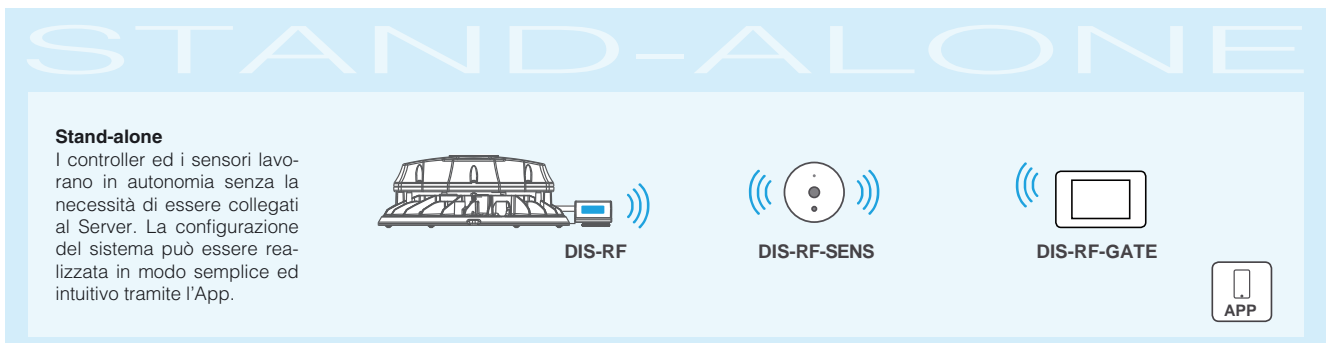 STAND-ALONE
Stand-alone
I controller ed i sensori lavo-
rano in autonomia senza la
necessità di essere collegati
al Server. La configurazione
del sistema può essere rea-
lizzata in modo semplice ed
intuitivo tramite l'App.
DIS-RF
DIS-RF-SENS
DIS-RF-GATE
APP